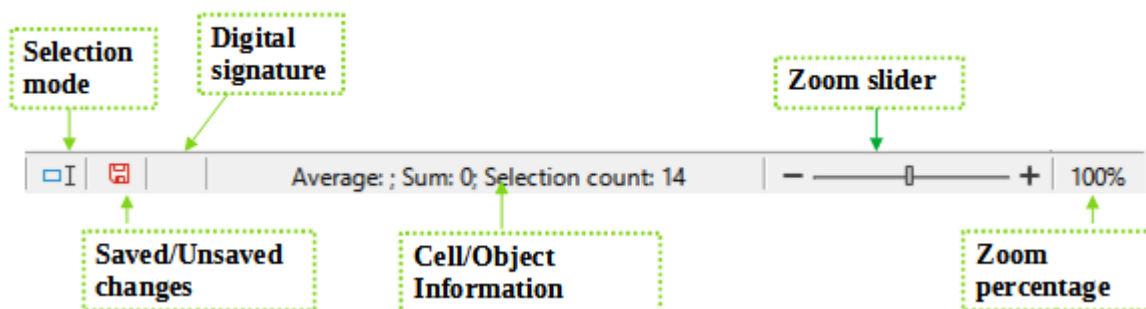 Selection
mode
Digital
signature
Zoom slider
Average: ; Sum: 0; Selection count: 14
100%
Saved/Unsaved
changes
Cell/Object
Information
Zoom
percentage